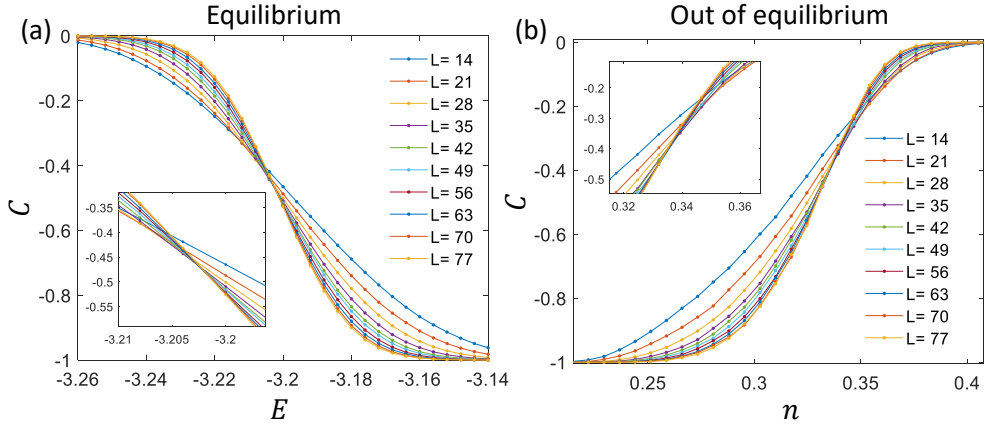 Equilibrium
(a)
0
-0.2
-0.4
-0.6
-0.8
-1
C
L= 14
L= 21
L= 28
L= 35
L= 42
L= 49
L= 56
L= 63
L= 70
L= 77
-0.35
-0.4
-0.45
-0.5
-0.55
-3.21
-3.205
-3.2
-3.26
-3.24
-3.22
-3.2
-3.18
-3.16
-3.14
E
Out of equilibrium
(b)
0
-0.2
-0.4
-0.6
-0.8
-1
C
-0.2
-0.3
-0.4
-0.5
0.32
0.34
0.36
L= 14
L= 21
L= 28
L= 35
L= 42
L= 49
L= 56
L= 63
L= 70
L= 77
0.25
0.3
0.35
0.4
n